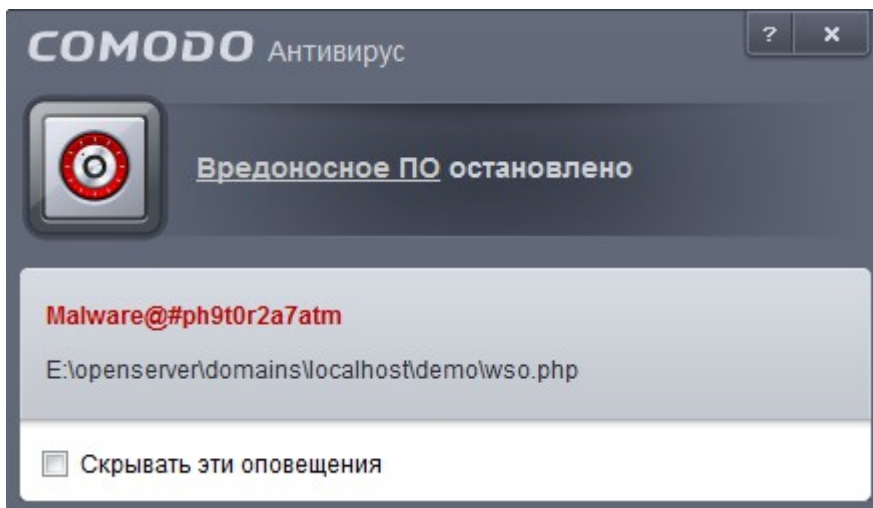 COMODO Антивирус
? ×
Вредоносное ПО остановлено
Malware@#ph9t0r2a7atm
E:\openserver\domains\localhost\demo\wso.php
Скрывать эти оповещения